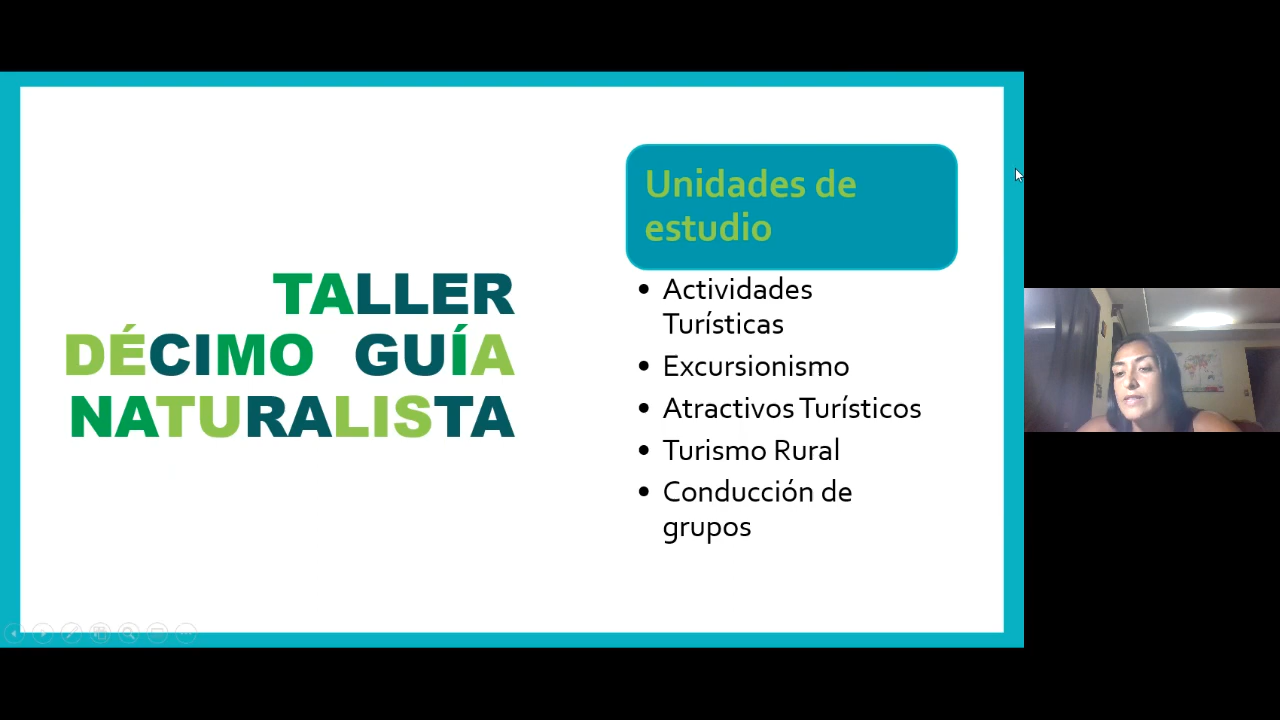 TALLER
DÉCIMO GUÍA
NATURALISTA
Unidades de
estudio
• Actividades
Turísticas
• Excursionismo
• Atractivos Turísticos
• Turismo Rural
• Conducción de
grupos